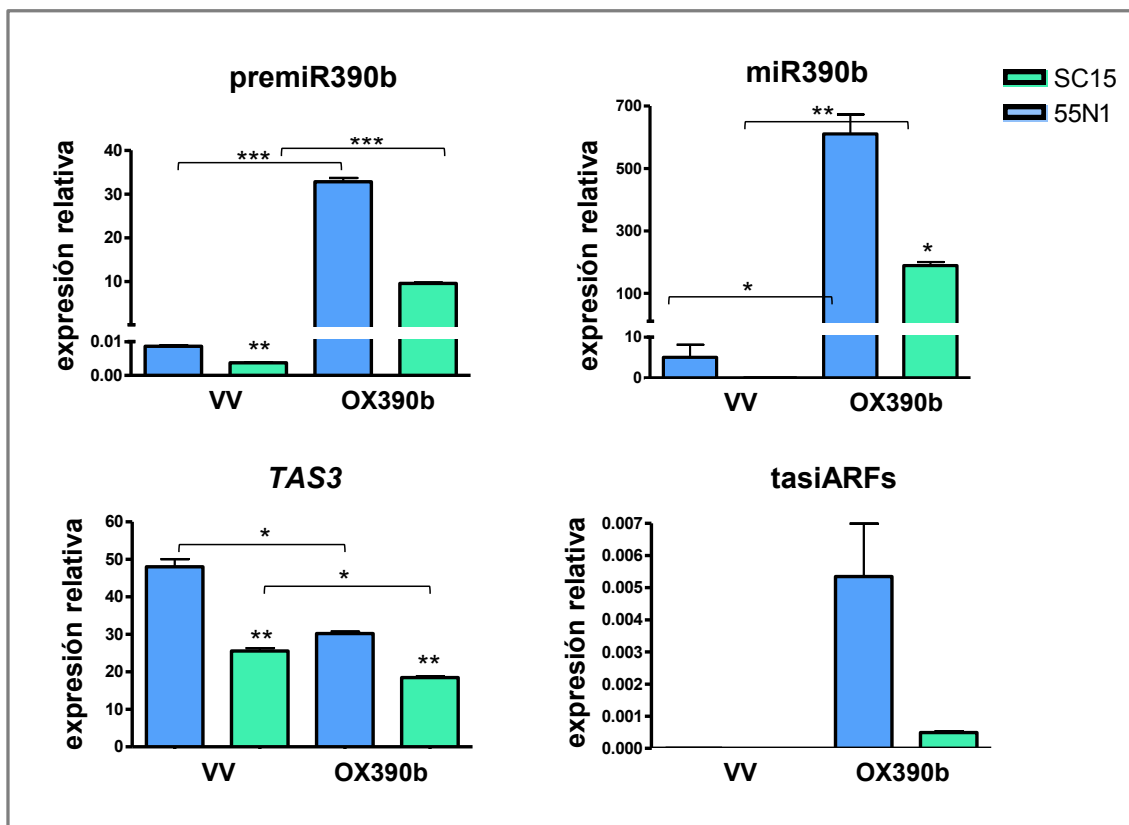 premiR390b
expresión relativa
40
30
20
10
0.01
0.00
***
***
**
VV
OX390b
miR390b
SC15
55N1
700
500
300
100
10
0
**
*
*
VV
OX390b
TAS3
expresión relativa
60
50
40
30
20
10
0
*
*
**
**
VV
OX390b
tasiARFs
expresión relativa
0.007
0.006
0.005
0.004
0.003
0.002
0.001
0.000
VV
OX390b
expresión relativa